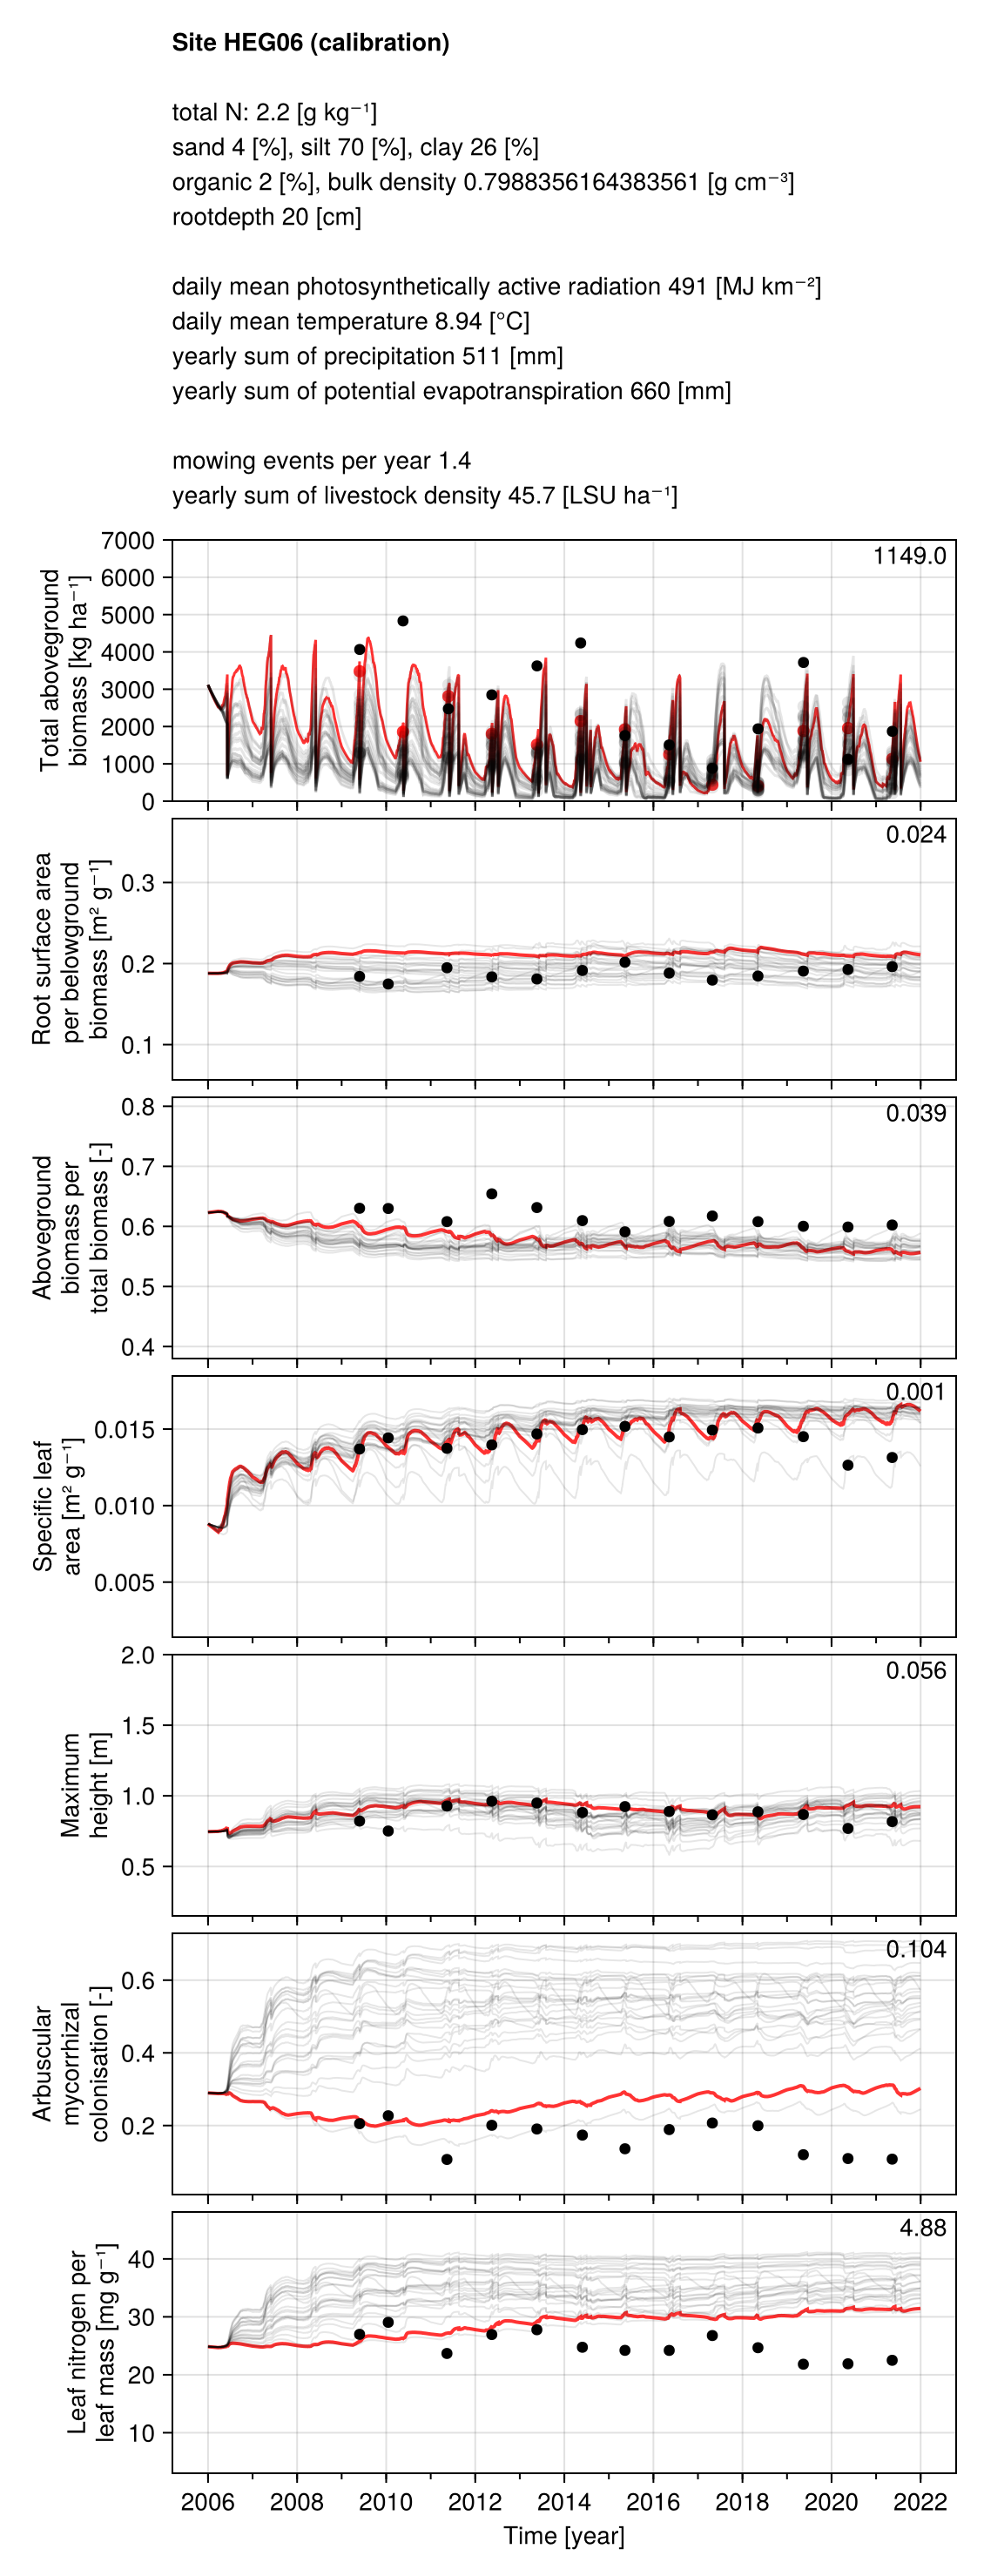 Site HEG06 (calibration)
total N: 2.2 [g kg⁻¹]
sand 4 [%], silt 70 [%], clay 26 [%]
organic 2 [%], bulk density 0.7988356164383561 [g cm⁻³]
rootdepth 20 [cm]
daily mean photosynthetically active radiation 491 [MJ km⁻²]
daily mean temperature 8.94 [°C]
yearly sum of precipitation 511 [mm]
yearly sum of potential evapotranspiration 660 [mm]
mowing events per year 1.4
yearly sum of livestock density 45.7 [LSU ha⁻¹]
Total aboveground
biomass [kg ha⁻¹]
7000
6000
5000
4000
3000
2000
1000
0
1149.0
Root surface area
per belowground
biomass [m² g⁻¹]
0.3
0.2
0.1
0.024
Aboveground
biomass per
total biomass [-]
0.8
0.7
0.6
0.5
0.4
0.039
Specific leaf
area [m² g⁻¹]
0.015
0.010
0.005
0.001
Maximum
height [m]
2.0
1.5
1.0
0.5
0.056
Arbuscular
mycorrhizal
colonisation [-]
0.6
0.4
0.2
0.104
Leaf nitrogen per
leaf mass [mg g⁻¹]
40
30
20
10
4.88
2006 2008 2010 2012 2014 2016 2018 2020 2022
Time [year]